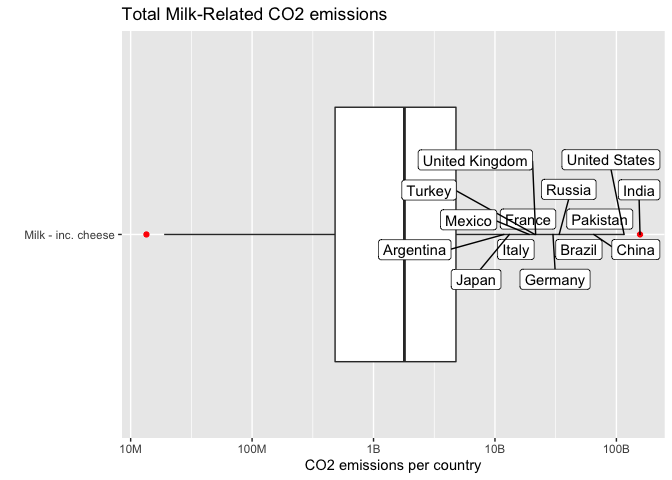 Total Milk-Related CO2 emissions
United Kingdom
United States
Turkey
Russia
India
Mexico
France
Pakistan
Argentina
Italy
Brazil
China
Japan
Germany
Milk - inc. cheese
10M
100M
1B
10B
100B
CO2 emissions per country